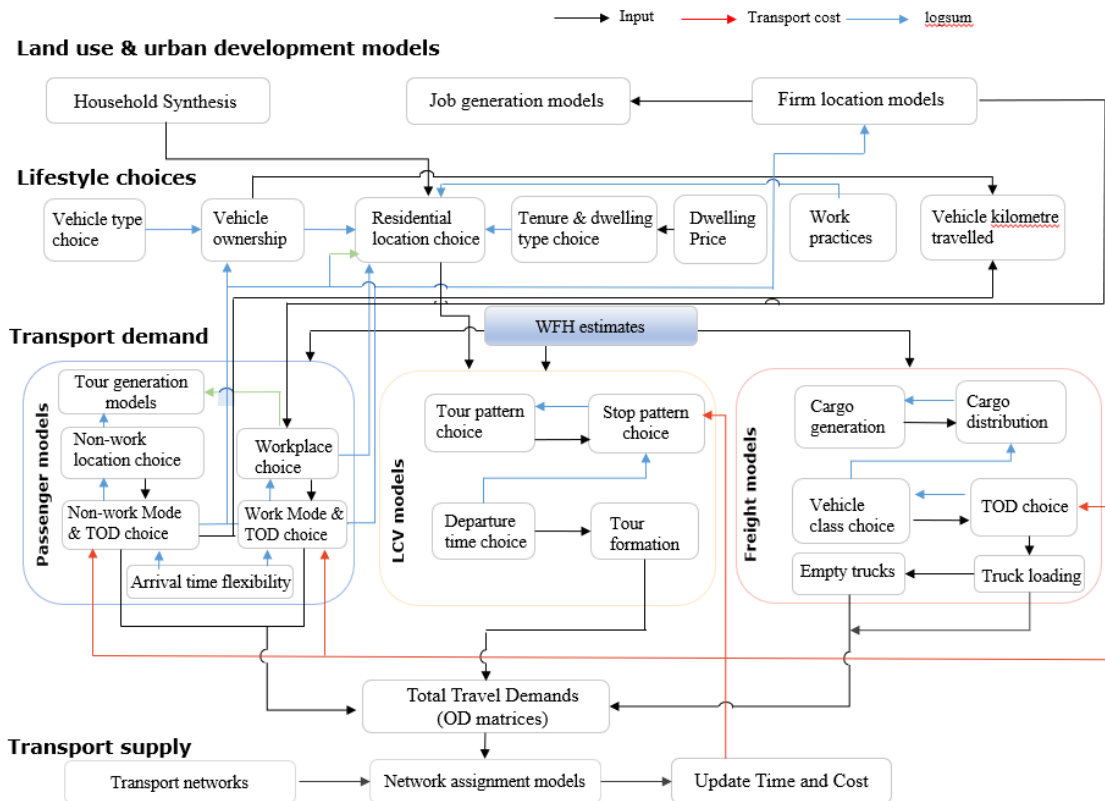 Input
Transport cost
logsum
Land use & urban development models
Household Synthesis
Job generation models
Firm location models
Lifestyle choices
Vehicle type
choice
Vehicle
ownership
Residential
location choice
Tenure & dwelling
type choice
Dwelling
Price
Work
practices
Vehicle kilometre
travelled
Transport demand
WFH estimates
Passenger models
Tour generation
models
Non-work
location choice
Workplace
choice
Non-work Mode
& TOD choice
Work Mode &
TOD choice
Arrival time flexibility
LCV models
Tour pattern
choice
Stop pattern
choice
Departure
time choice
Tour
formation
Freight models
Cargo
generation
Cargo
distribution
Vehicle
class choice
TOD choice
Empty trucks
Truck loading
Total Travel Demands
(OD matrices)
Transport supply
Transport networks
Network assignment models
Update Time and Cost